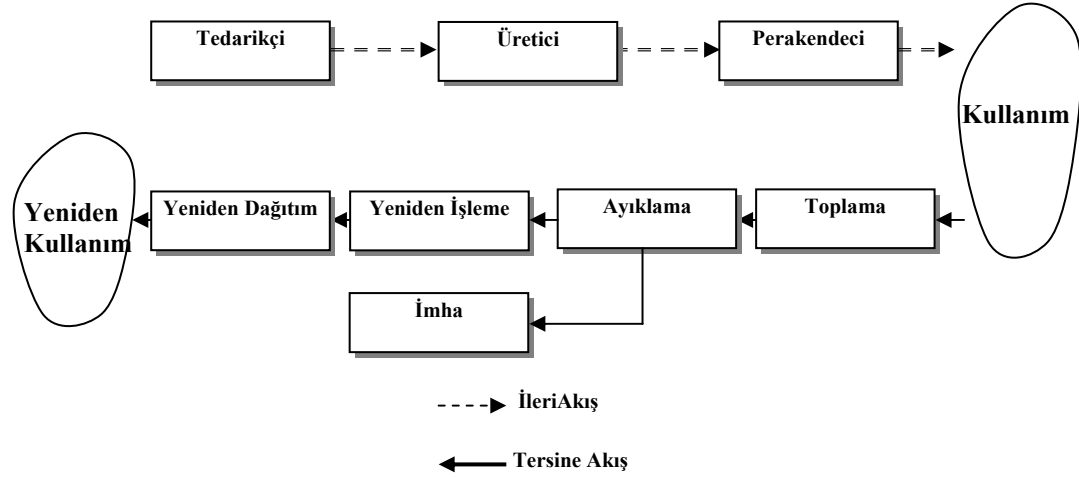 Tedarikçi
Üretici
Perakendeci
Kullanım
Yeniden
Kullanım
Yeniden Dağıtım
Yeniden İşleme
Ayıklama
Toplama
İmha
İleriAkış
Tersine Akış